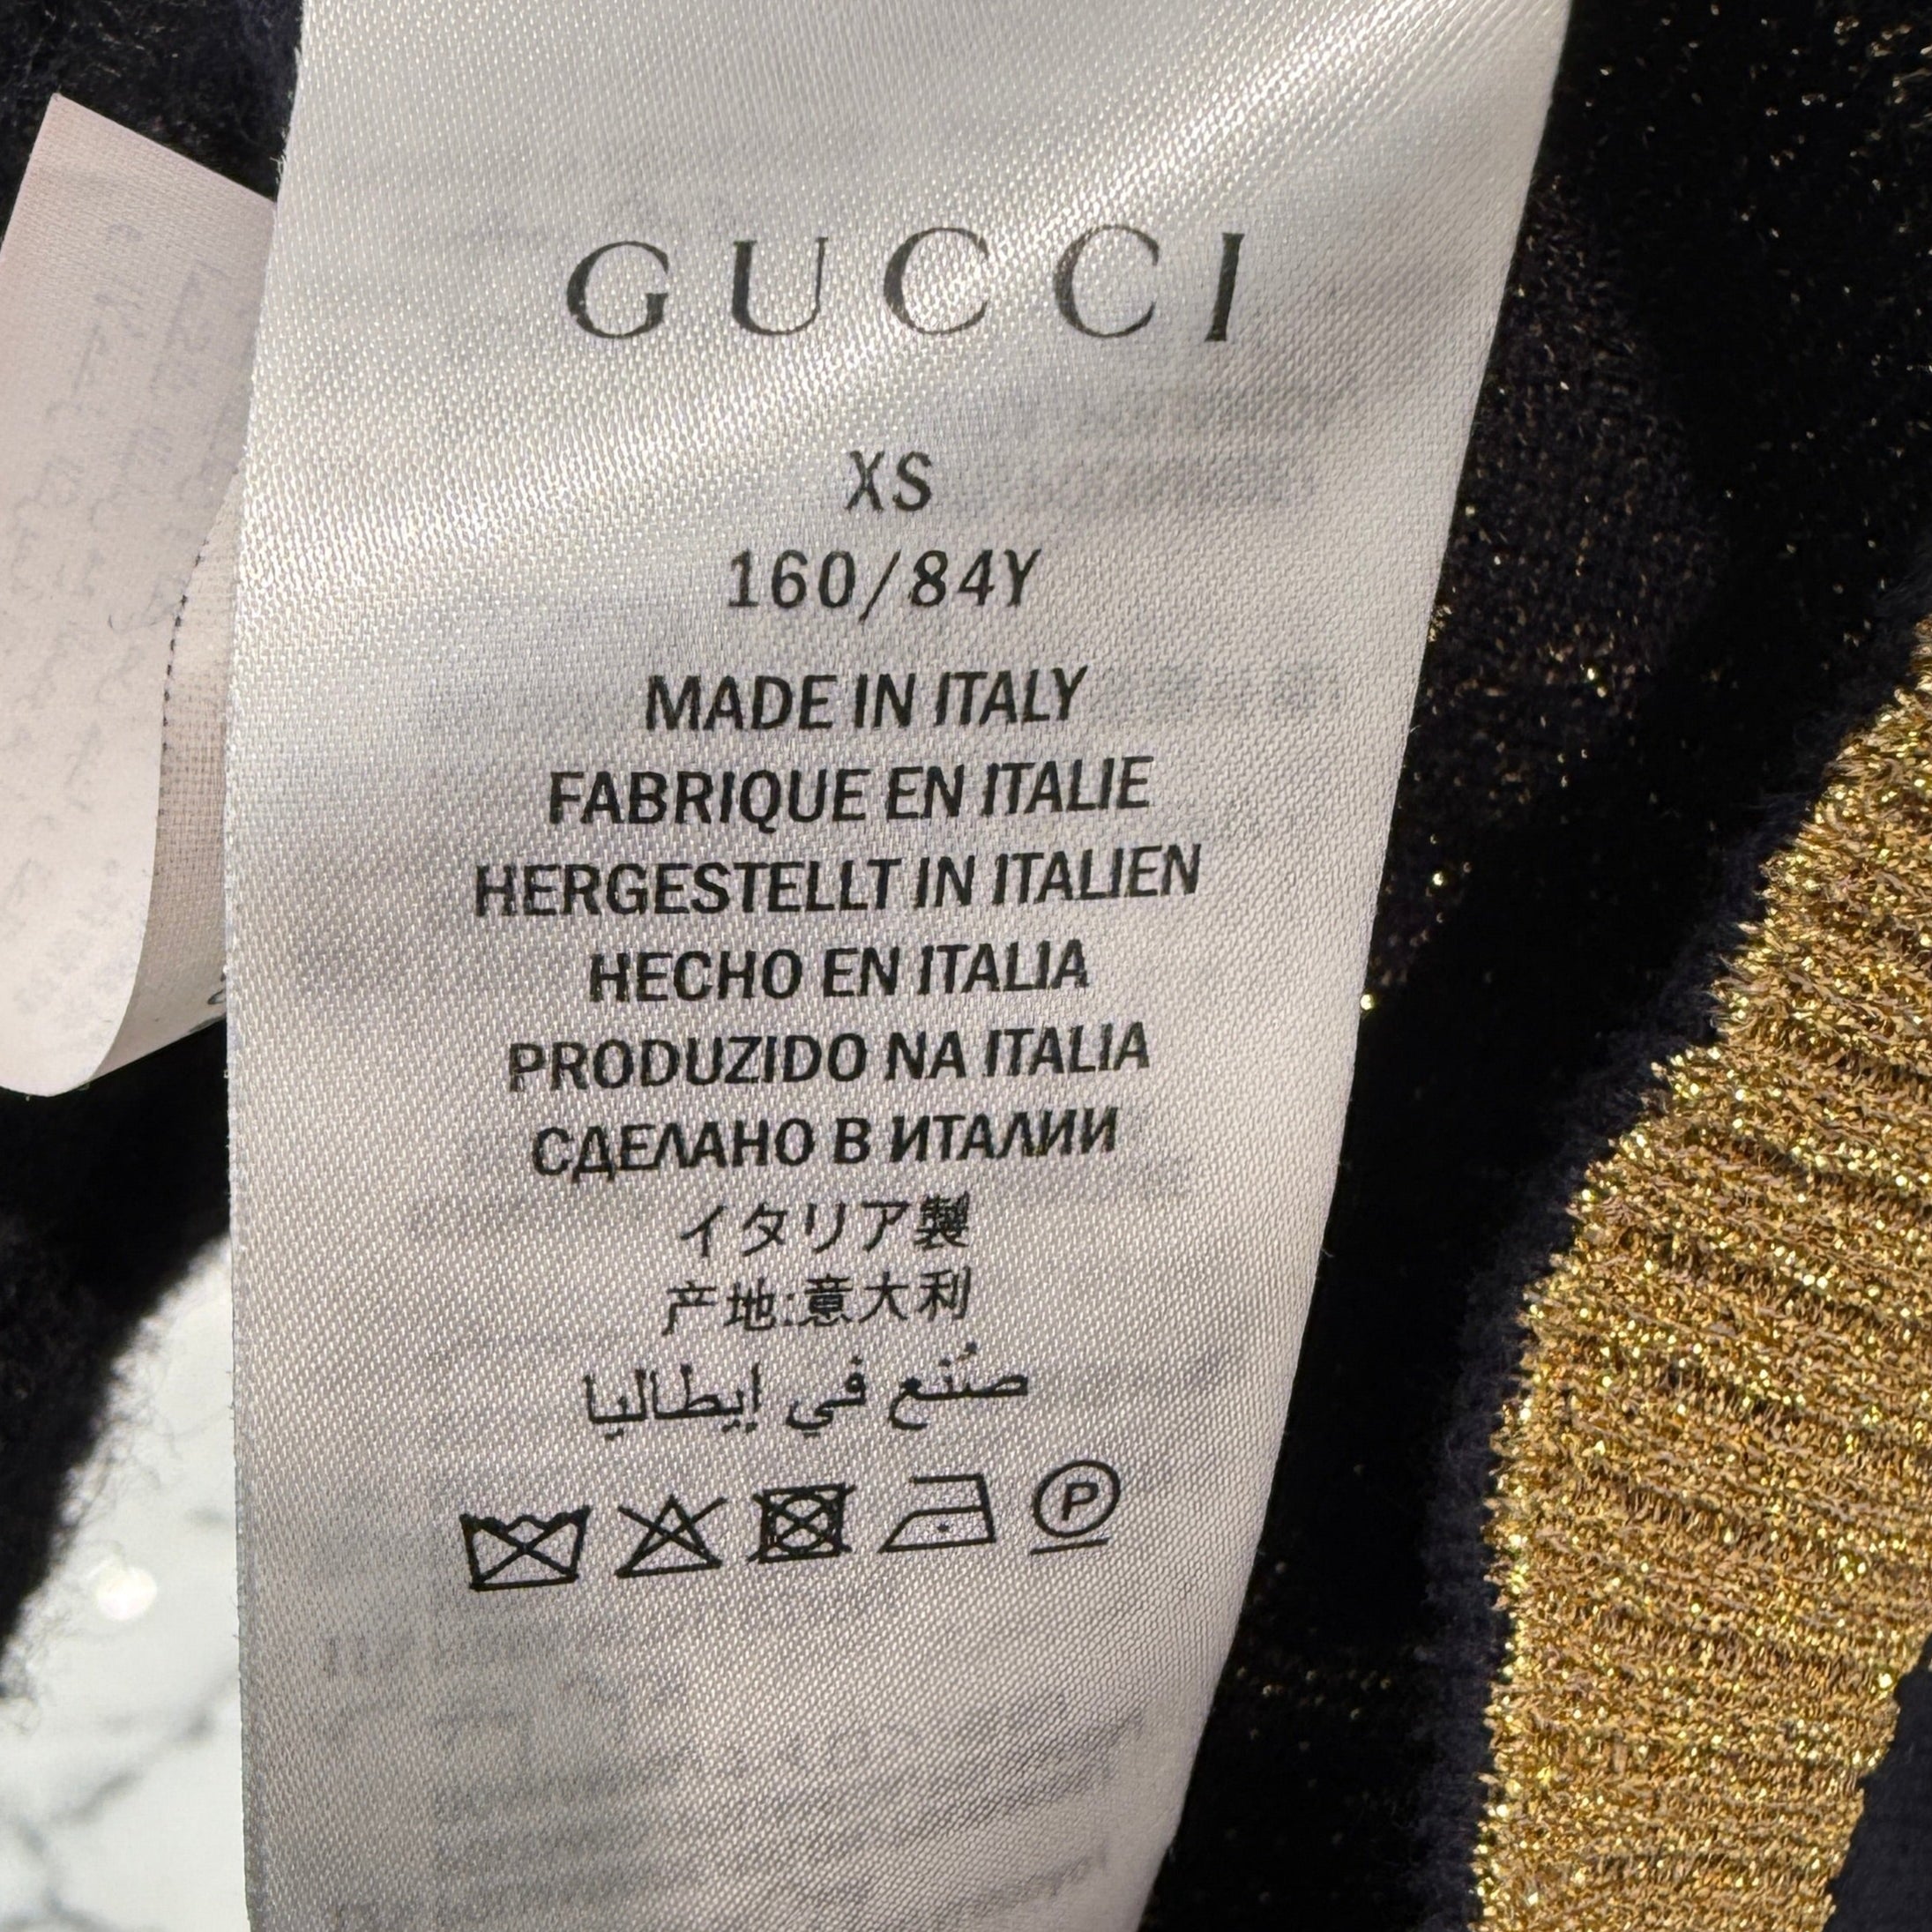 GUCCI
XS
160/84Y
MADE IN ITALY
FABRIQUE EN ITALIE
HERGESTELLT IN ITALIEN
HECHO EN ITALIA
PRODUZIDO NA ITALIA
СДЕЛАНО В ИТАЛИИ
イタリア製
产地:意大利
صُنع في إيطاليا
P